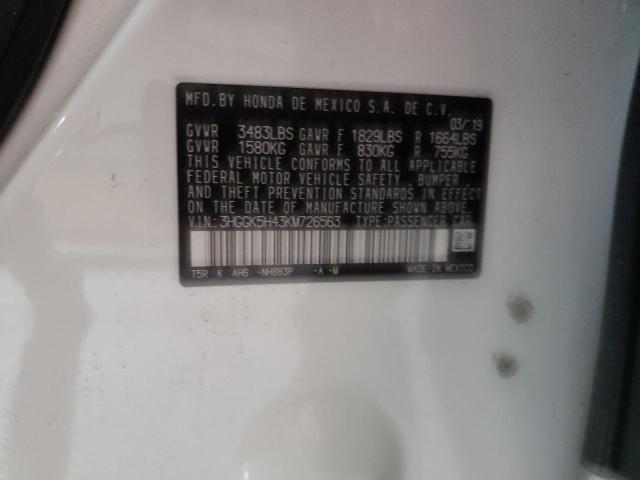 MFD.BY HONDA DE MEXICO S.A. DE C.V.
03/'19
GVWR 3483LBS GAWR F 1829LBS R 1664LBS
GVWR 1580KG GAWR F 830KG R 755KG
THIS VEHICLE CONFORMS TO ALL APPLICABLE
FEDERAL MOTOR VEHICLE SAFETY, BUMPER
AND THEFT PREVENTION STANDARDS IN EFFECT
ON THE DATE OF MANUFACTURE SHOWN ABOVE.
V.I.N.: 3HGGK5H43KM726563 TYPE:PASSENGER CAR
T5R K AH6 -NH883P -A -M MADE IN MEXICO